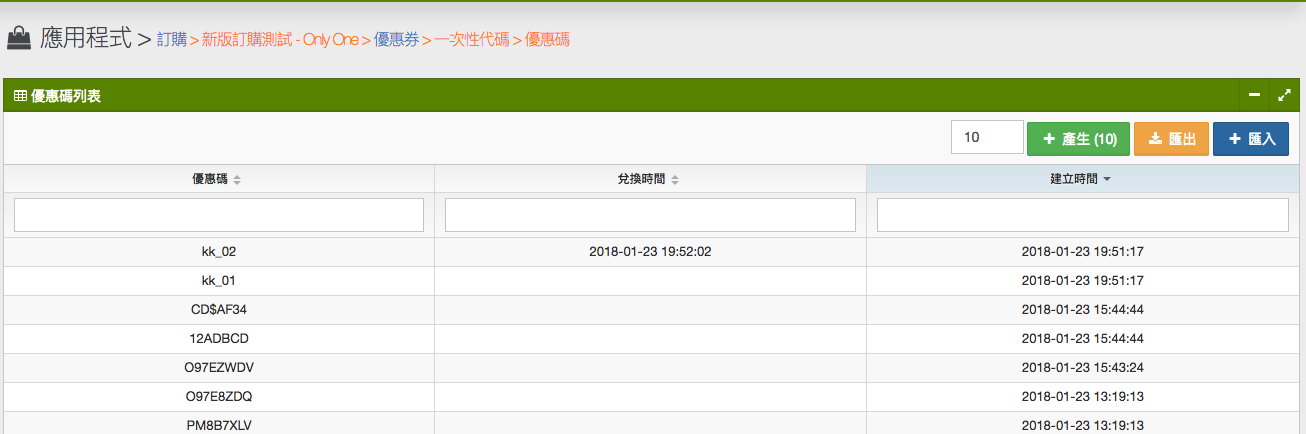 應用程式 > 訂購 > 新版訂購測試 - Only One > 優惠券 > 一次性代碼 > 優惠碼
優惠碼列表
10 產生 (10) 匯出 匯入
優惠碼 兌換時間 建立時間
kk_02 2018-01-23 19:52:02 2018-01-23 19:51:17
kk_01 2018-01-23 19:51:17
CD$AF34 2018-01-23 15:44:44
12ADBCD 2018-01-23 15:44:44
O97EZWDV 2018-01-23 15:43:24
O97E8ZDQ 2018-01-23 13:19:13
PM8B7XLV 2018-01-23 13:19:13